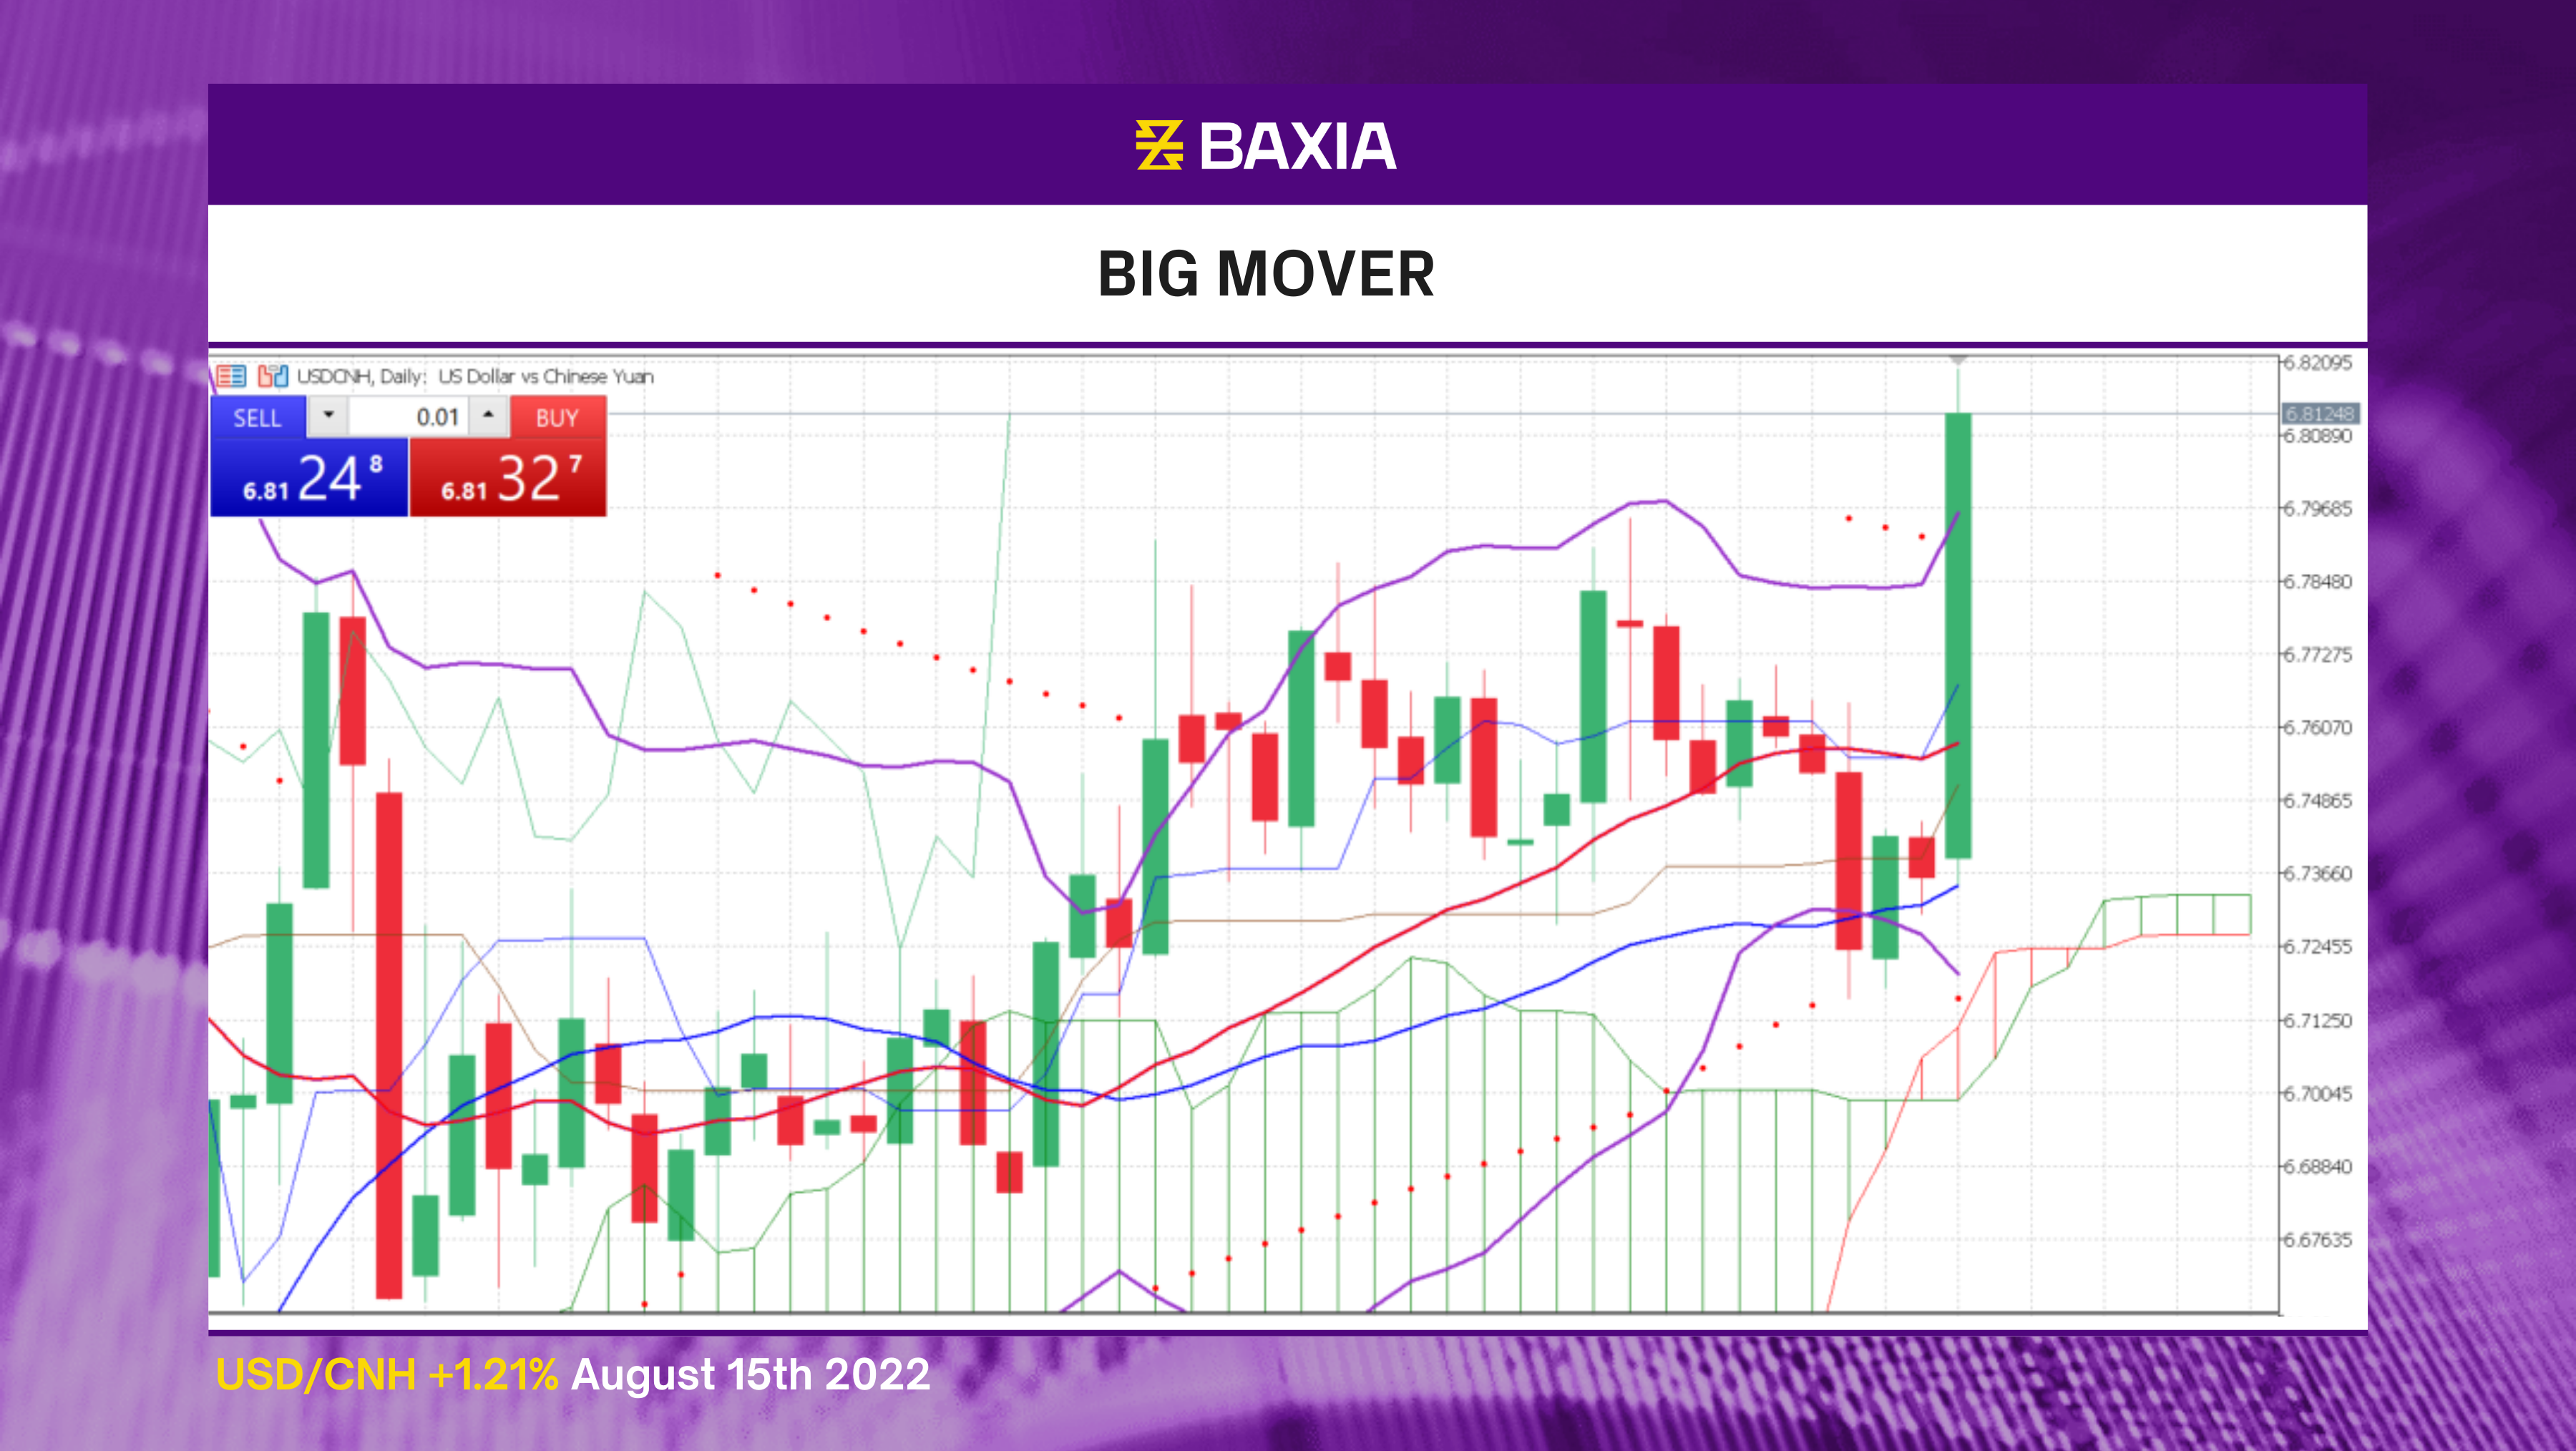 BAXIA
BIG MOVER
USDCNH, Daily: US Dollar vs Chinese Yuan
SELL 0.01 BUY
6.81 24 8 6.81 32 7
6.82095
6.81248
6.80890
6.79685
6.78480
6.77275
6.76070
6.74865
6.73660
6.72455
6.71250
6.70045
6.68840
6.67635
USD/CNH +1.21% August 15th 2022